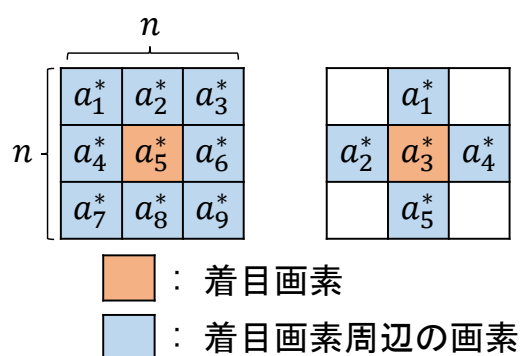 n
n
a₁* a₂* a₃*
a₄* a₅* a₆*
a₇* a₈* a₉*
a₁*
a₂* a₃* a₄*
a₅*
: 着目画素
: 着目画素周辺の画素